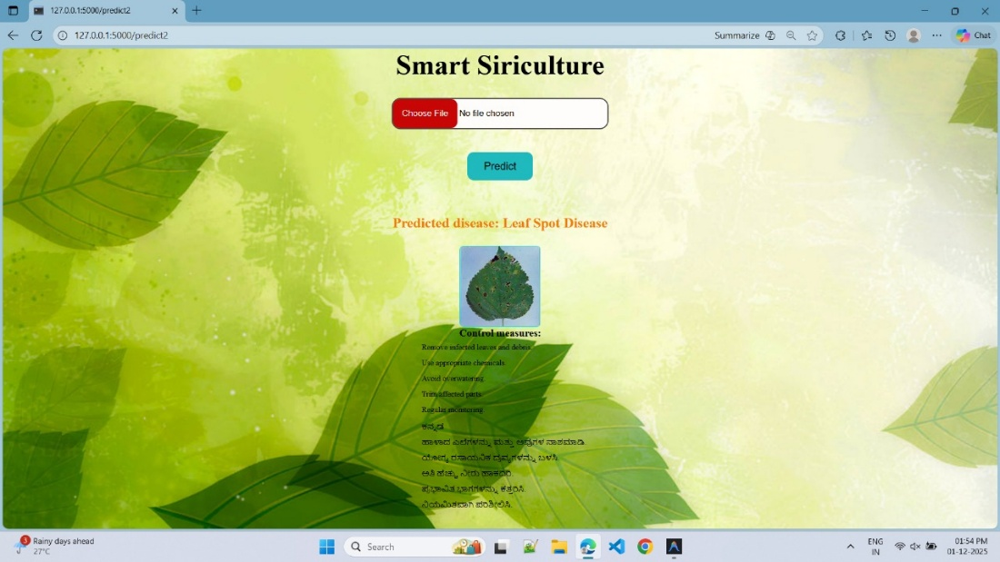 127.0.0.1:5000/predict2
127.0.0.1:5000/predict2
Summarize
Chat
Smart Siriculture
Choose File No file chosen
Predict
Predicted disease: Leaf Spot Disease
Control measures:
Remove infected leaves and debris.
Use appropriate chemicals.
Avoid overwatering.
Trim affected parts.
Regular monitoring.
ಕನ್ನಡ
ಹಾಳಾದ ಎಲೆಗಳನ್ನು ಮತ್ತು ಅವುಗಳ ನಾಶಮಾಡಿ.
ಯೋಗ್ಯ ರಸಾಯನಿಕ ದ್ರವ್ಯಗಳನ್ನು ಬಳಸಿ.
ಅತಿ ಹೆಚ್ಚು ನೀರು ಹಾಕದಿರಿ.
ಪ್ರಭಾವಿತ ಭಾಗಗಳನ್ನು ಕತ್ತರಿಸಿ.
ನಿಯಮಿತವಾಗಿ ಪರಿಶೀಲಿಸಿ.
3
Rainy days ahead
27°C
Search
ENG
IN
01:54 PM
01-12-2025